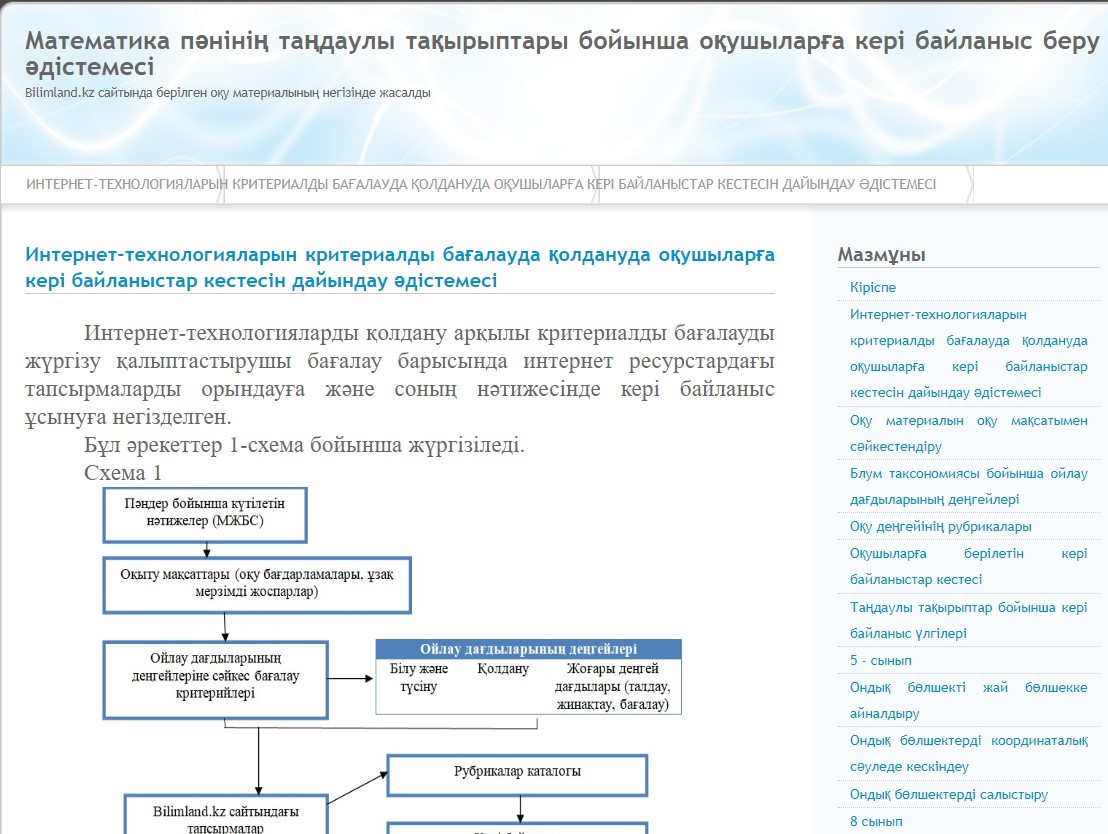 Математика пәнінің таңдаулы тақырыптары бойынша оқушыларға кері байланыс беру
әдістемесі
Bilimland.kz сайтында берілген оқу материалының негізінде жасалды
ИНТЕРНЕТ-ТЕХНОЛОГИЯЛАРЫН КРИТЕРИАЛДЫ БАҒАЛАУДА ҚОЛДАНУДА ОҚУШЫЛАРҒА КЕРІ БАЙЛАНЫСТАР КЕСТЕСІН ДАЙЫНДАУ ӘДІСТЕМЕСІ
Интернет-технологияларын критериалды бағалауда қолдануда оқушыларға
кері байланыстар кестесін дайындау әдістемесі
Интернет-технологияларды қолдану арқылы критериалды бағалауды
жүргізу қалыптастырушы бағалау барысында интернет ресурстардағы
тапсырмаларды орындауға және соның нәтижесінде кері байланыс
ұсынуға негізделген.
Бұл әрекеттер 1-схема бойынша жүргізіледі.
Схема 1
Пәндер бойынша күтілетін
нәтижелер (МЖБС)
Оқыту мақсаттары (оқу бағдарламалары, ұзақ
мерзімді жоспарлар)
Ойлау дағдыларының
деңгейлеріне сәйкес бағалау
критерийлері
Ойлау дағдыларының деңгейлері
Білу және
түсіну
Қолдану
Жоғары деңгей
дағдылары (талдау,
жинақтау, бағалау)
Рубрикалар каталогы
Bilimland.kz сайтындағы
тапсырмалар
Мазмұны
Кіріспе
Интернет-технологияларын
критериалды бағалауда қолдануда
оқушыларға кері байланыстар
кестесін дайындау әдістемесі
Оқу материалын оқу мақсатымен
сәйкестендіру
Блум таксономиясы бойынша ойлау
дағдыларының деңгейлері
Оқу деңгейінің рубрикалары
Оқушыларға берілетін кері
байланыстар кестесі
Таңдаулы тақырыптар бойынша кері
байланыс үлгілері
5 - сынып
Ондық бөлшекті жай бөлшекке
айналдыру
Ондық бөлшектерді координаталық
сәуледе кескіндеу
Ондық бөлшектерді салыстыру
8 сынып